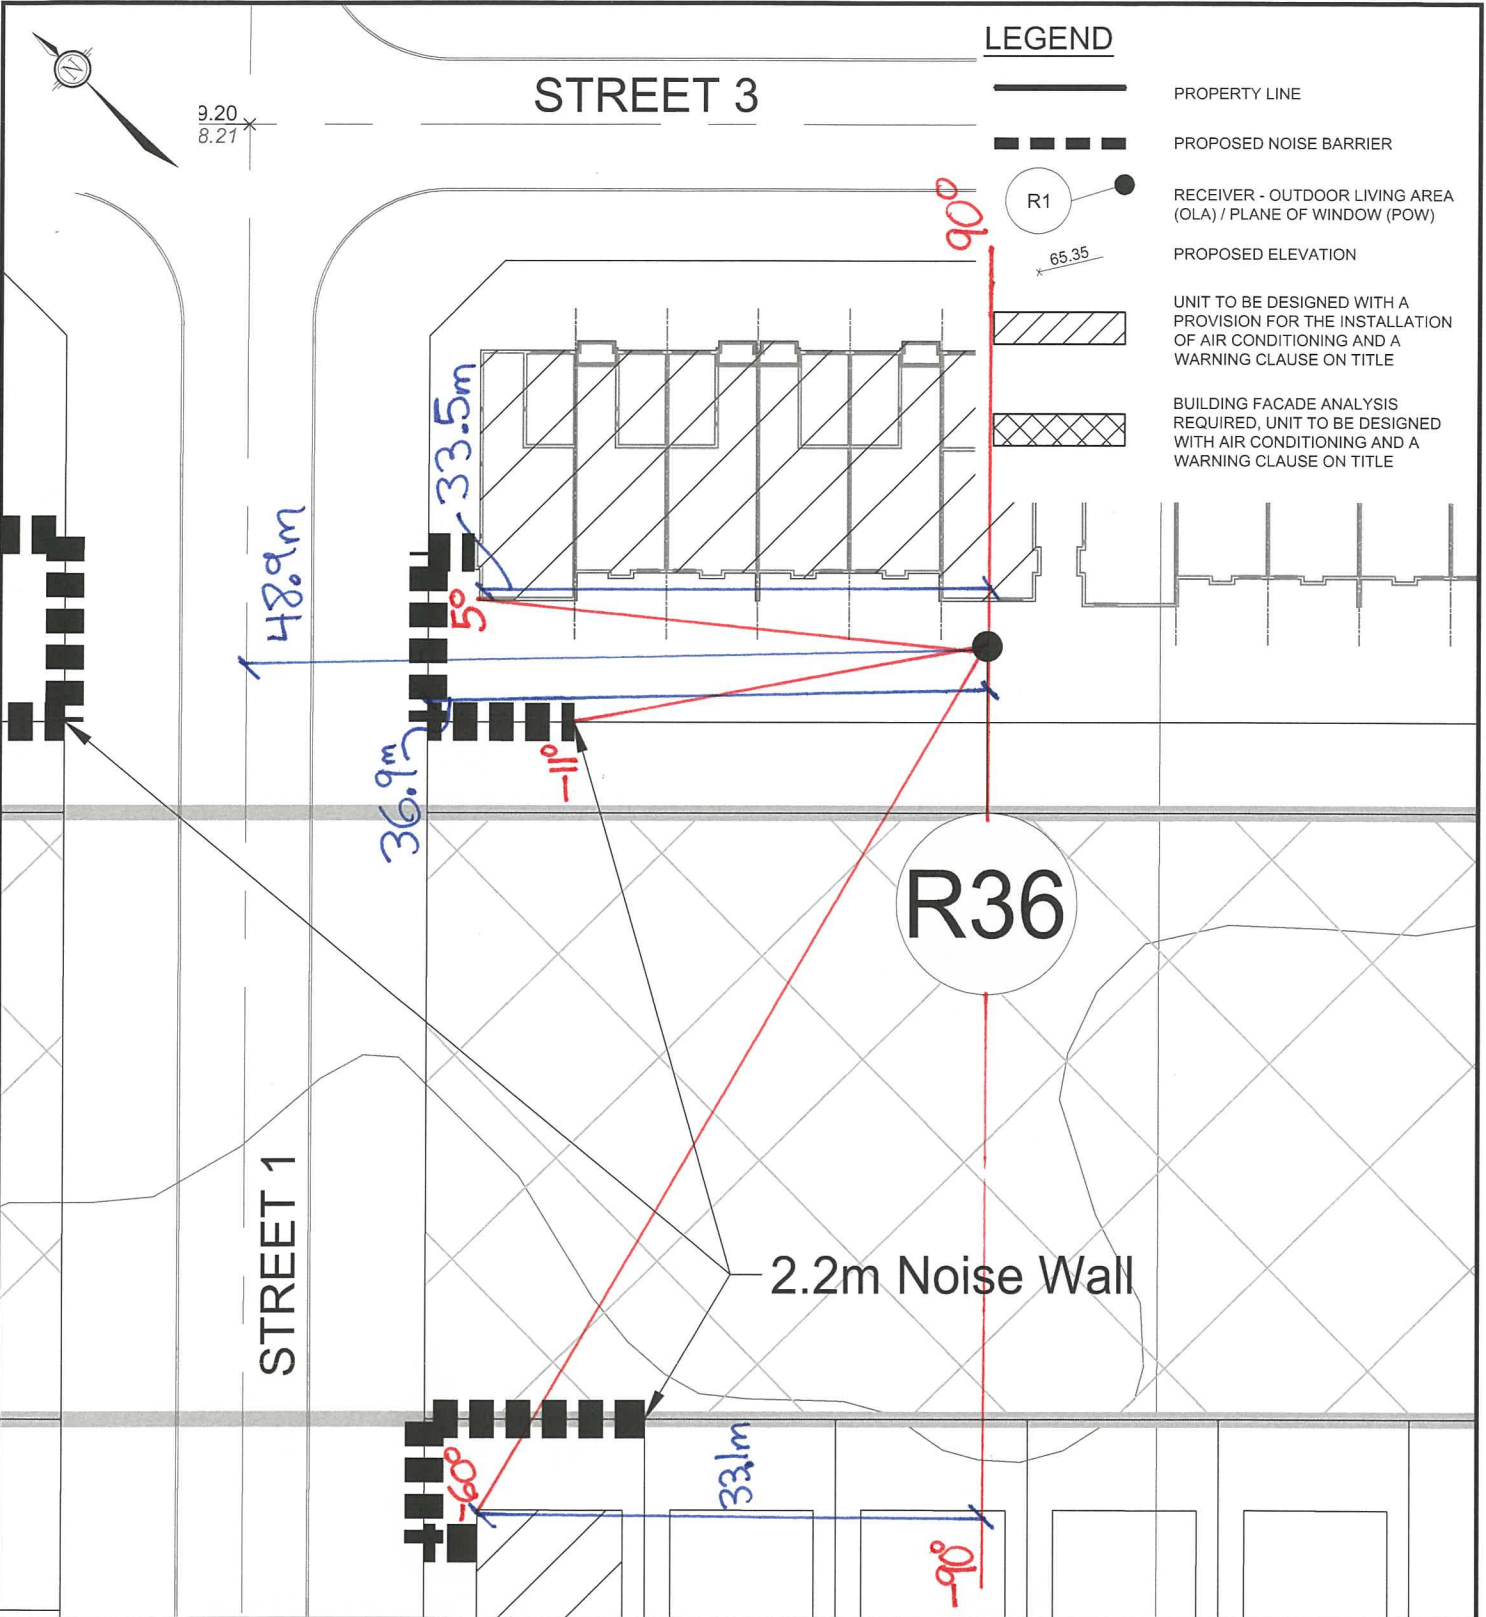 LEGEND
PROPERTY LINE
PROPOSED NOISE BARRIER
R1
RECEIVER - OUTDOOR LIVING AREA
(OLA) / PLANE OF WINDOW (POW)
65.35
PROPOSED ELEVATION
UNIT TO BE DESIGNED WITH A
PROVISION FOR THE INSTALLATION
OF AIR CONDITIONING AND A
WARNING CLAUSE ON TITLE
BUILDING FACADE ANALYSIS
REQUIRED, UNIT TO BE DESIGNED
WITH AIR CONDITIONING AND A
WARNING CLAUSE ON TITLE
N
STREET 3
9.20
8.21
90°
33.5m
48.9m
5°
36.9m
-11°
R36
STREET 1
2.2m Noise Wall
-60°
33.1m
-90°